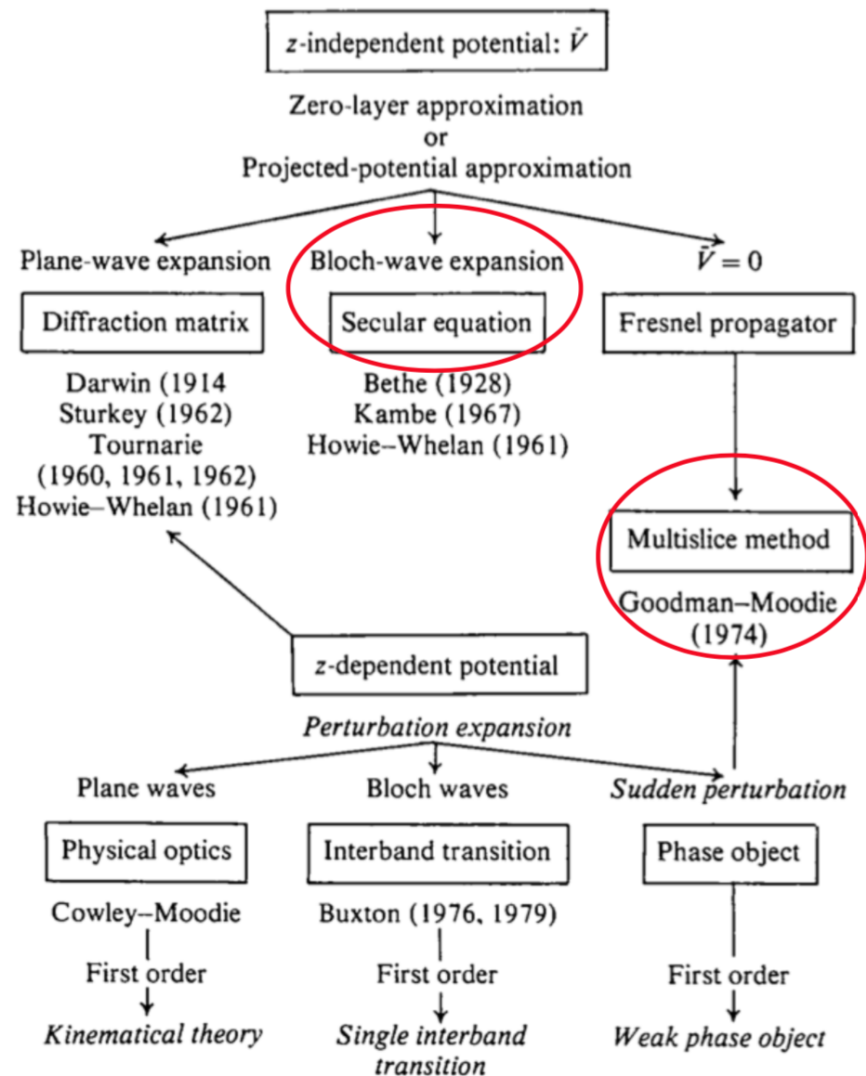 z-independent potential: V̄
Zero-layer approximation
or
Projected-potential approximation
Plane-wave expansion
Bloch-wave expansion
V̄ = 0
Diffraction matrix
Secular equation
Fresnel propagator
Darwin (1914
Sturkey (1962)
Tournarie
(1960, 1961, 1962)
Howie–Whelan (1961)
Bethe (1928)
Kambe (1967)
Howie–Whelan (1961)
Multislice method
Goodman–Moodie
(1974)
z-dependent potential
Perturbation expansion
Plane waves
Bloch waves
Sudden perturbation
Physical optics
Interband transition
Phase object
Cowley–Moodie
Buxton (1976, 1979)
First order
First order
First order
Kinematical theory
Single interband
transition
Weak phase object